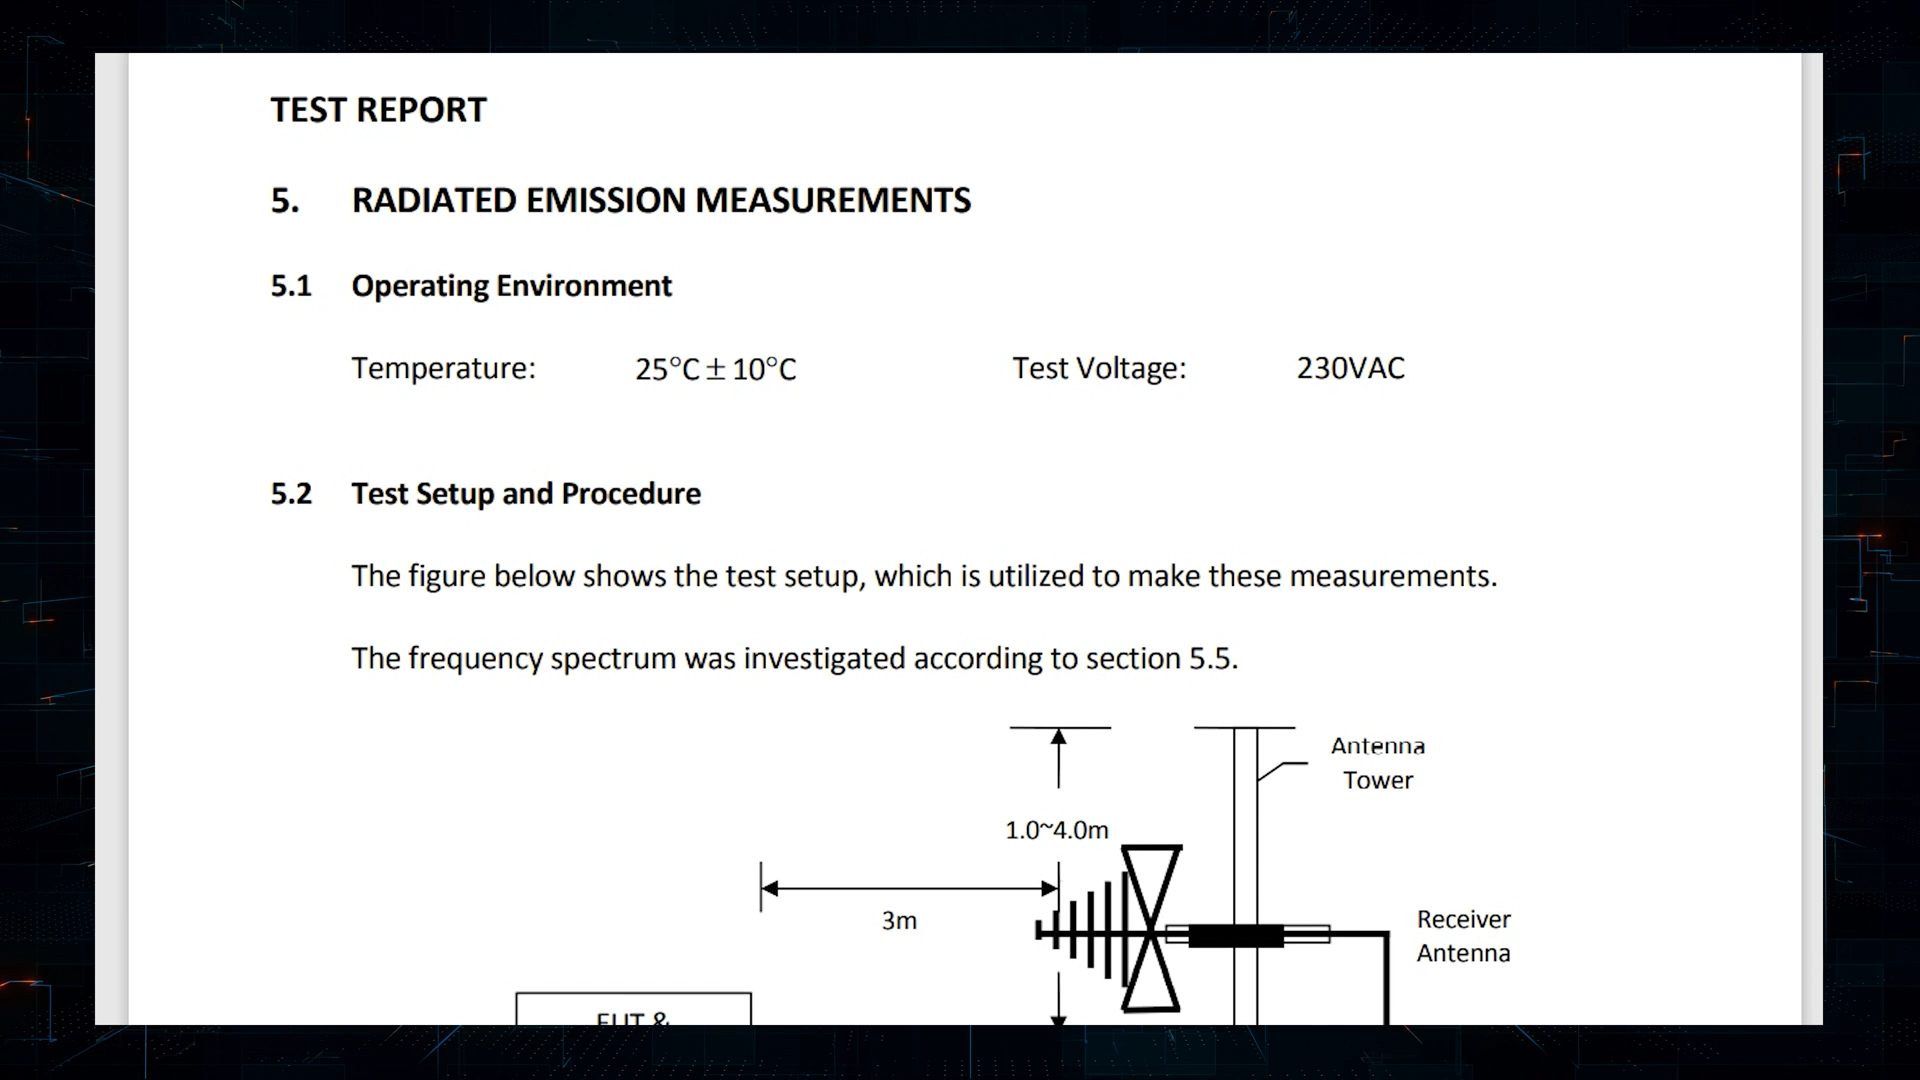 TEST REPORT
5. RADIATED EMISSION MEASUREMENTS
5.1 Operating Environment
Temperature: 25°C ± 10°C Test Voltage: 230VAC
5.2 Test Setup and Procedure
The figure below shows the test setup, which is utilized to make these measurements.
The frequency spectrum was investigated according to section 5.5.
Antenna
Tower
1.0~4.0m
3m
Receiver
Antenna
EUT &